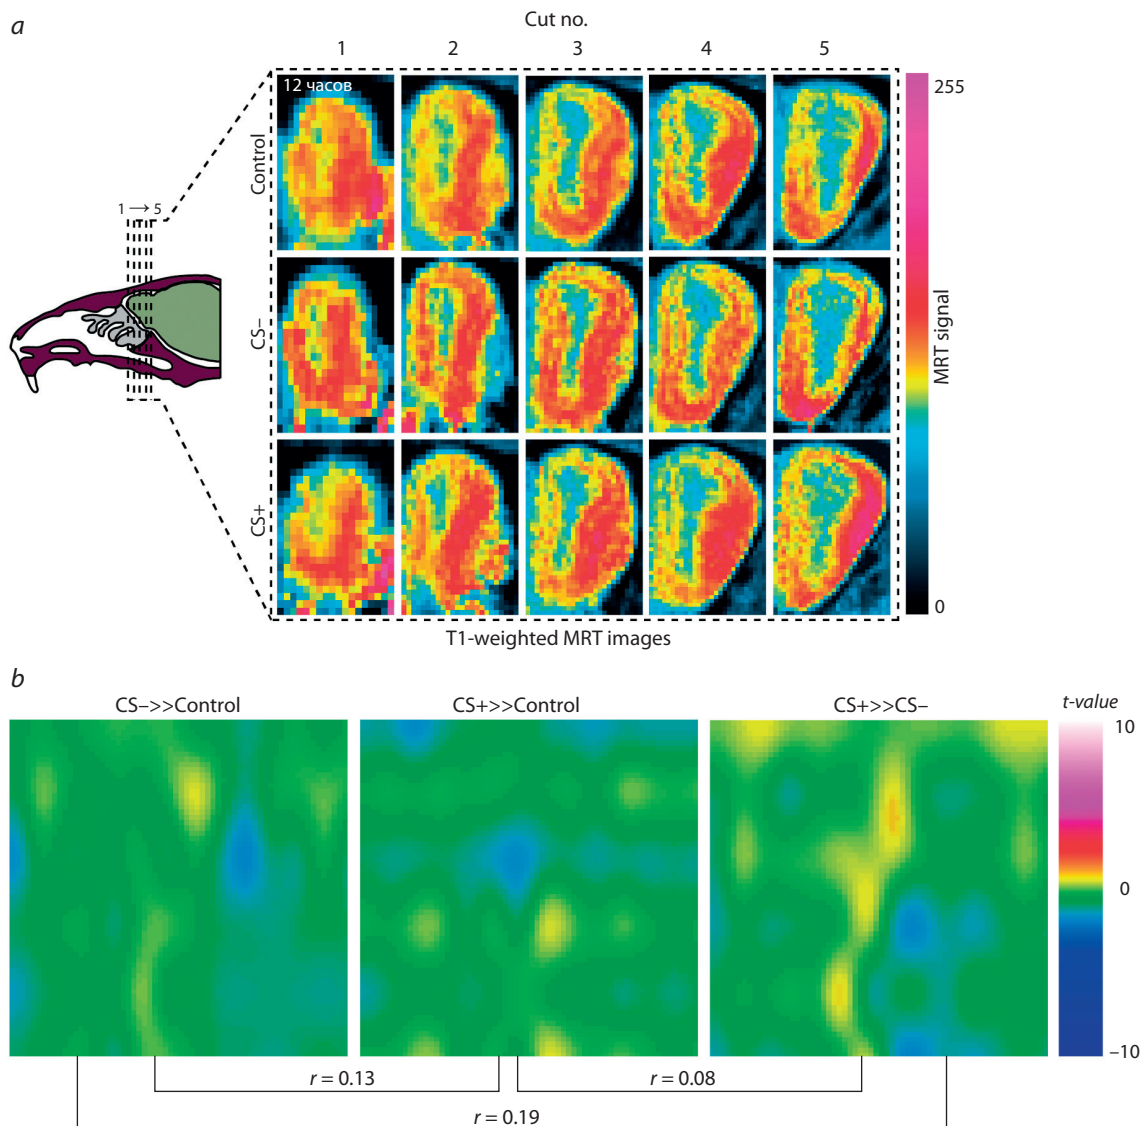 a
Cut no.
1 2 3 4 5
12 часов
Control
CS–
CS+
1 → 5
255
MRT signal
0
T1-weighted MRT images
b
CS–>>Control CS+>>Control CS+>>CS–
t-value
10
0
–10
r = 0.13 r = 0.08
r = 0.19